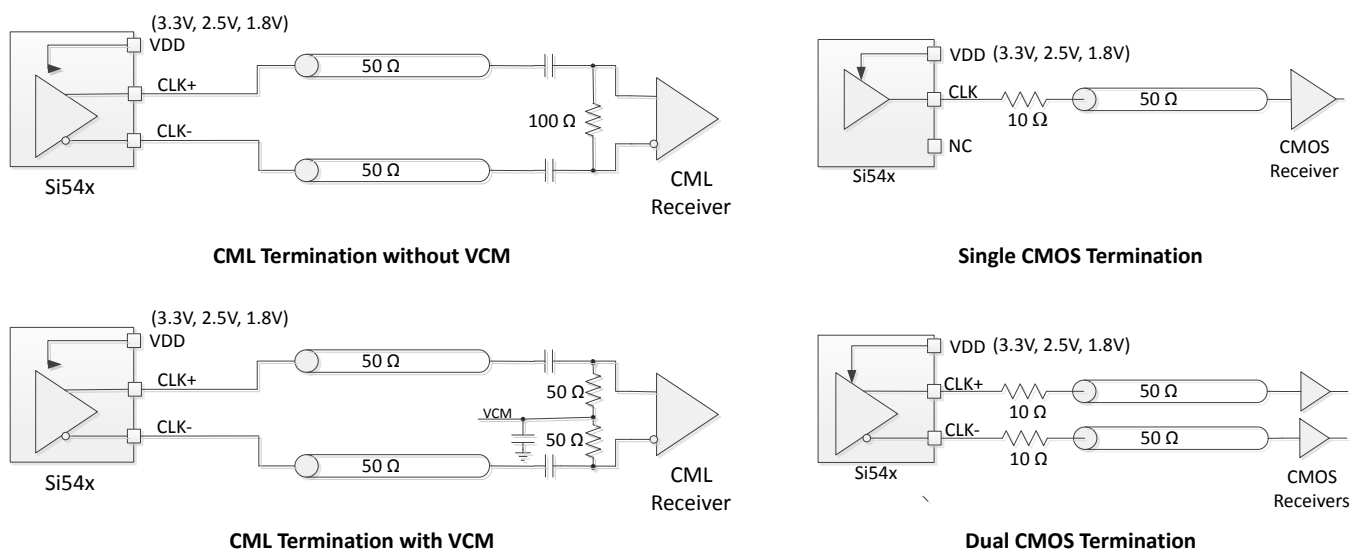 (3.3V, 2.5V, 1.8V)
VDD
CLK+
CLK-
50 Ω
50 Ω
100 Ω
Si54x
CML
Receiver
CML Termination without VCM
VDD (3.3V, 2.5V, 1.8V)
CLK
NC
10 Ω
50 Ω
Si54x
CMOS
Receiver
Single CMOS Termination
(3.3V, 2.5V, 1.8V)
VDD
CLK+
CLK-
50 Ω
50 Ω
VCM
50 Ω
50 Ω
Si54x
CML
Receiver
CML Termination with VCM
VDD (3.3V, 2.5V, 1.8V)
CLK+
CLK-
10 Ω
10 Ω
50 Ω
50 Ω
Si54x
CMOS
Receivers
Dual CMOS Termination